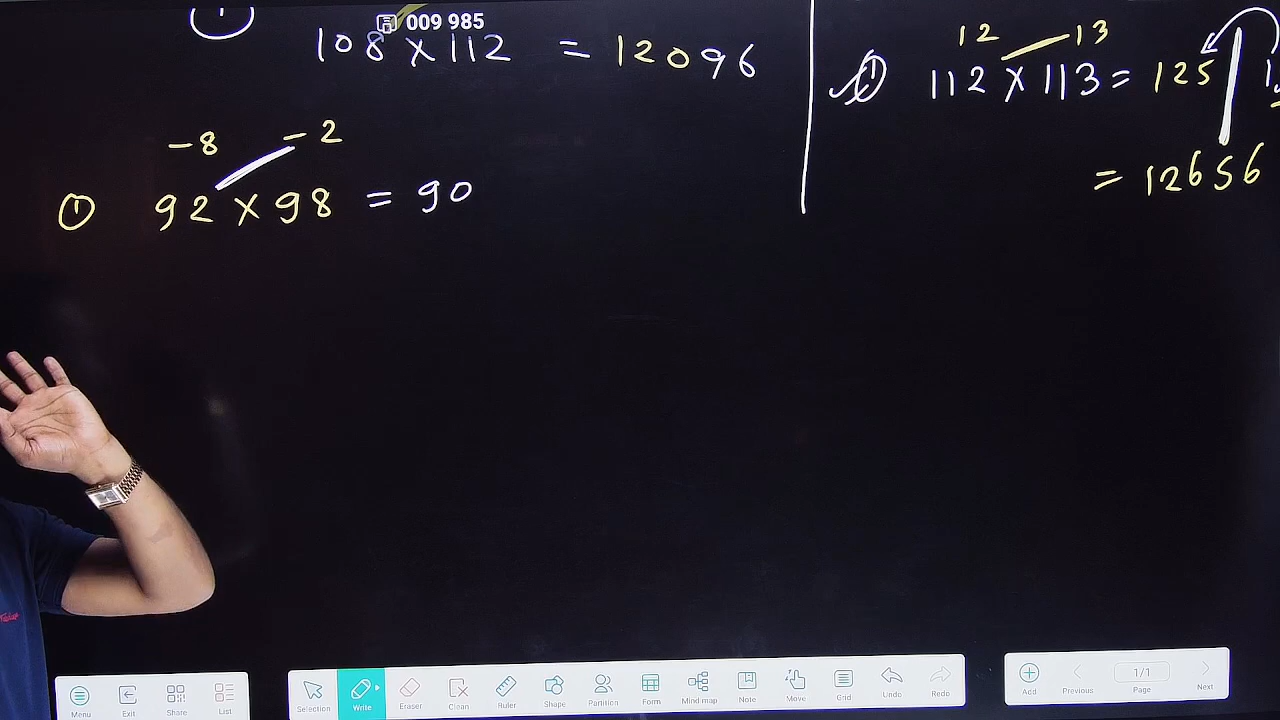 009 985
1
108 x 112 = 12096
-8 -2
1 92 x 98 = 90
12 13
1 112 x 113 = 125
= 12656
Menu Exit Share List
Selection Write Eraser Clean Ruler Shape Partition Form Mind map Note Move Grid Undo Redo
Add Previous 1/1 Page Next